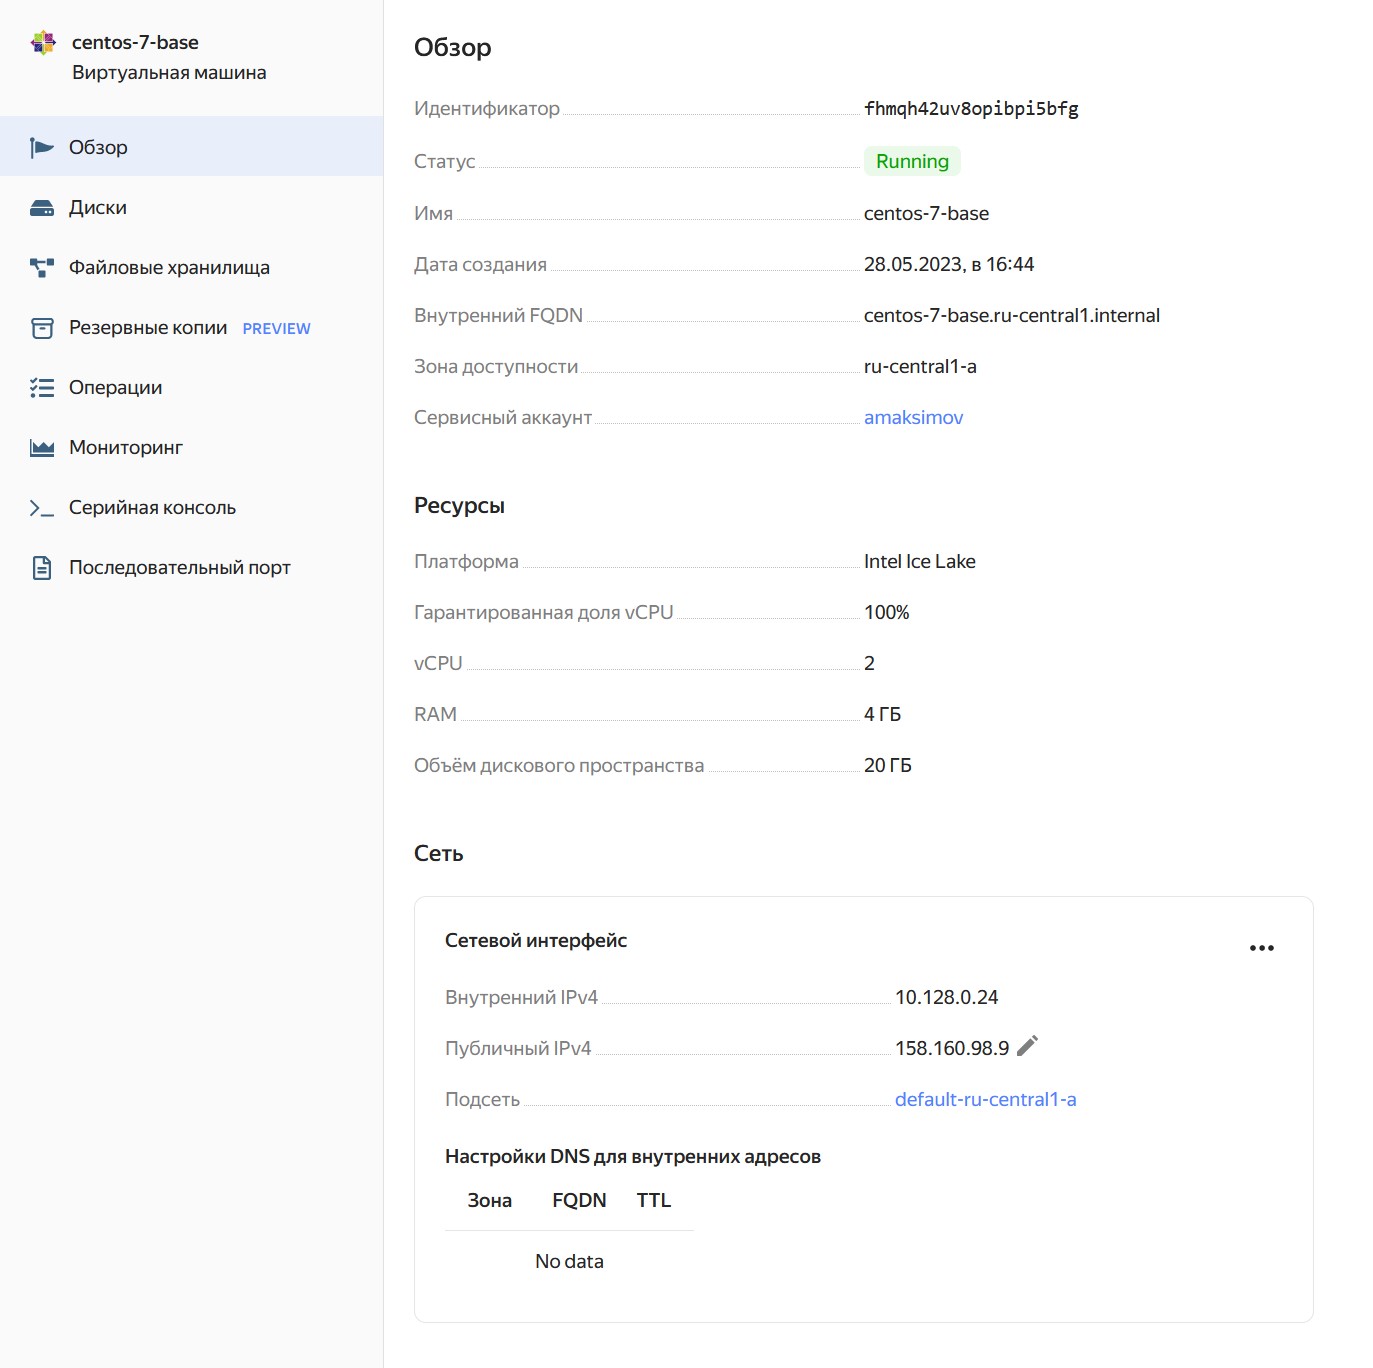 centos-7-base
Виртуальная машина
Обзор
Диски
Файловые хранилища
Резервные копии PREVIEW
Операции
Мониторинг
Серийная консоль
Последовательный порт
Обзор
Идентификатор fhmqh42uv8opibpi5bfg
Статус Running
Имя centos-7-base
Дата создания 28.05.2023, в 16:44
Внутренний FQDN centos-7-base.ru-central1.internal
Зона доступности ru-central1-a
Сервисный аккаунт amaksimov
Ресурсы
Платформа Intel Ice Lake
Гарантированная доля vCPU 100%
vCPU 2
RAM 4 ГБ
Объём дискового пространства 20 ГБ
Сеть
Сетевой интерфейс
Внутренний IPv4 10.128.0.24
Публичный IPv4 158.160.98.9
Подсеть default-ru-central1-a
Настройки DNS для внутренних адресов
Зона FQDN TTL
No data